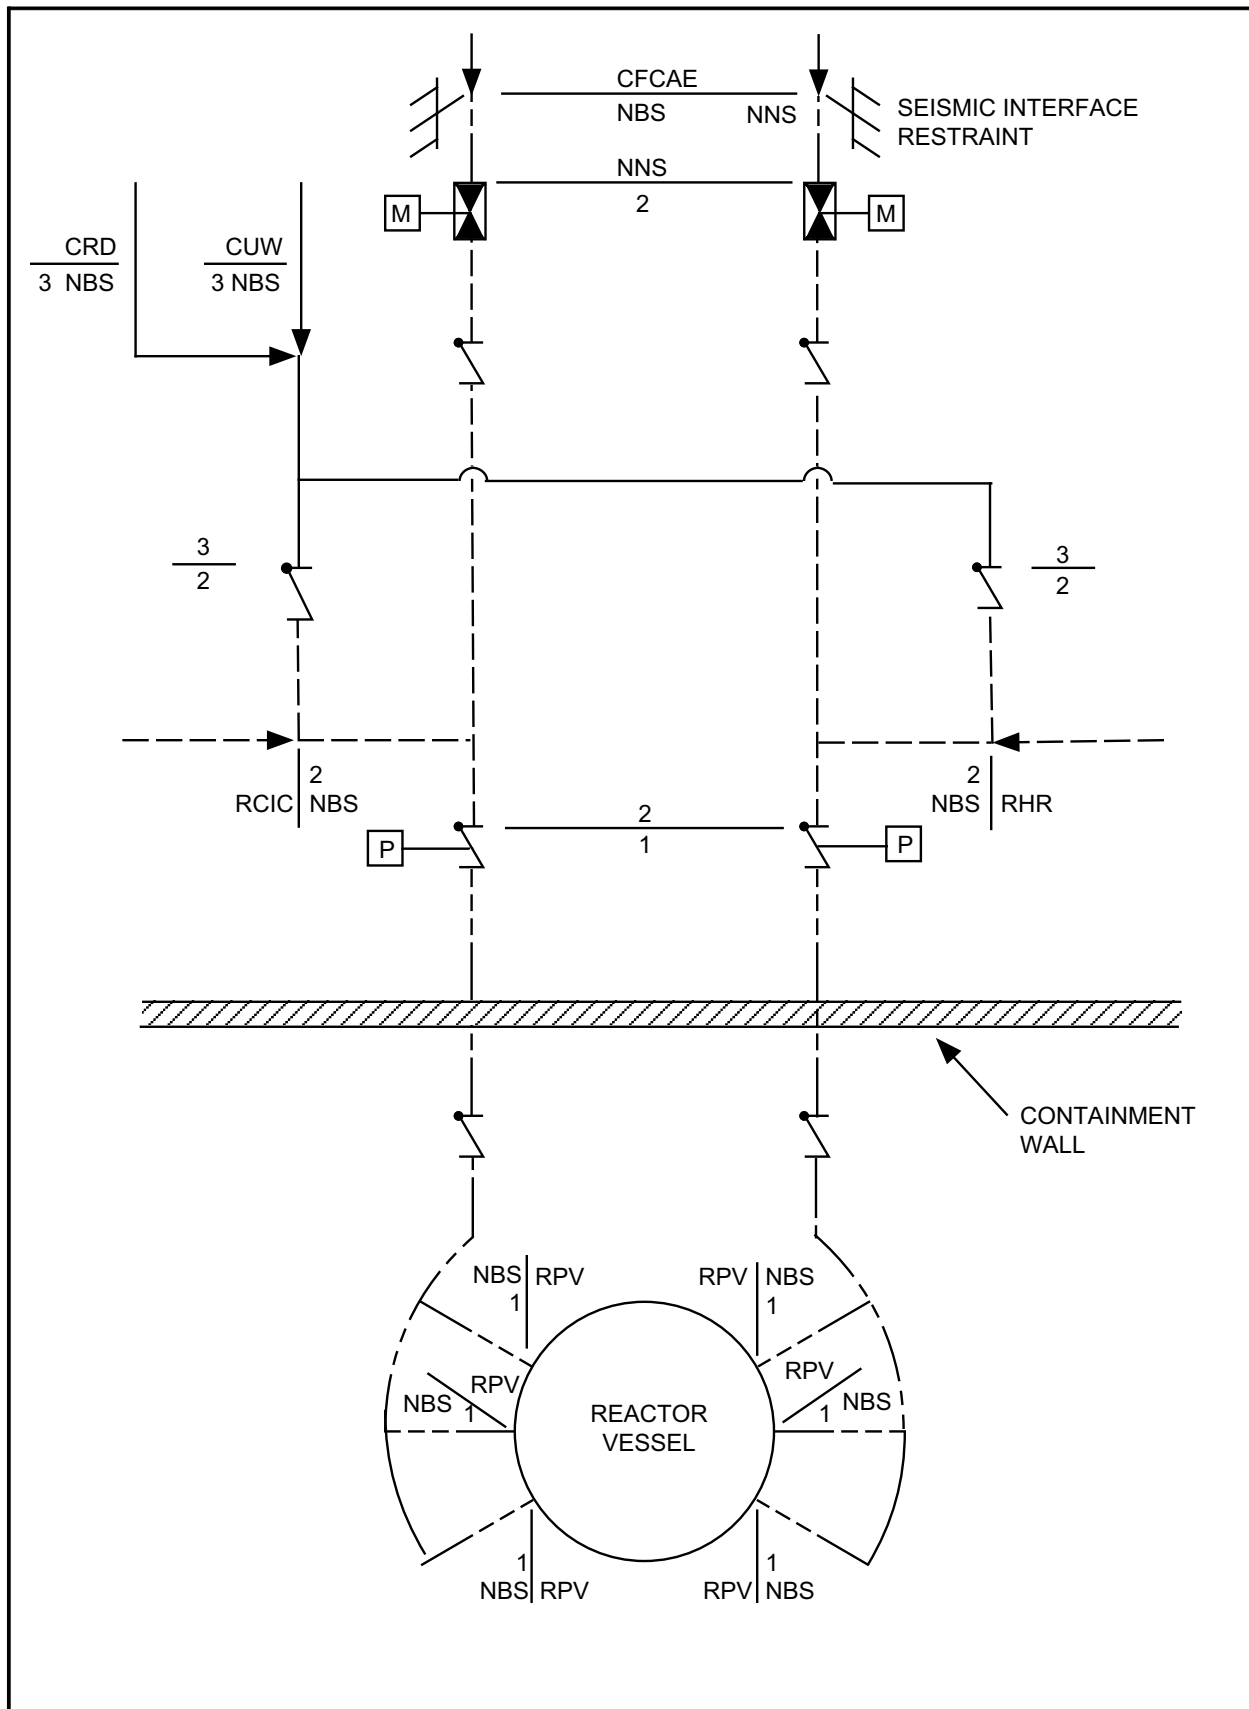 CFCAE
NBS NNS
SEISMIC INTERFACE
RESTRAINT
NNS
2
M
M
CRD
3 NBS
CUW
3 NBS
3
2
3
2
2
RCIC NBS
2
NBS RHR
2
1
P
P
CONTAINMENT
WALL
NBS RPV
1
RPV NBS
1
RPV
NBS 1
RPV
1 NBS
REACTOR
VESSEL
1
NBS RPV
1
RPV NBS